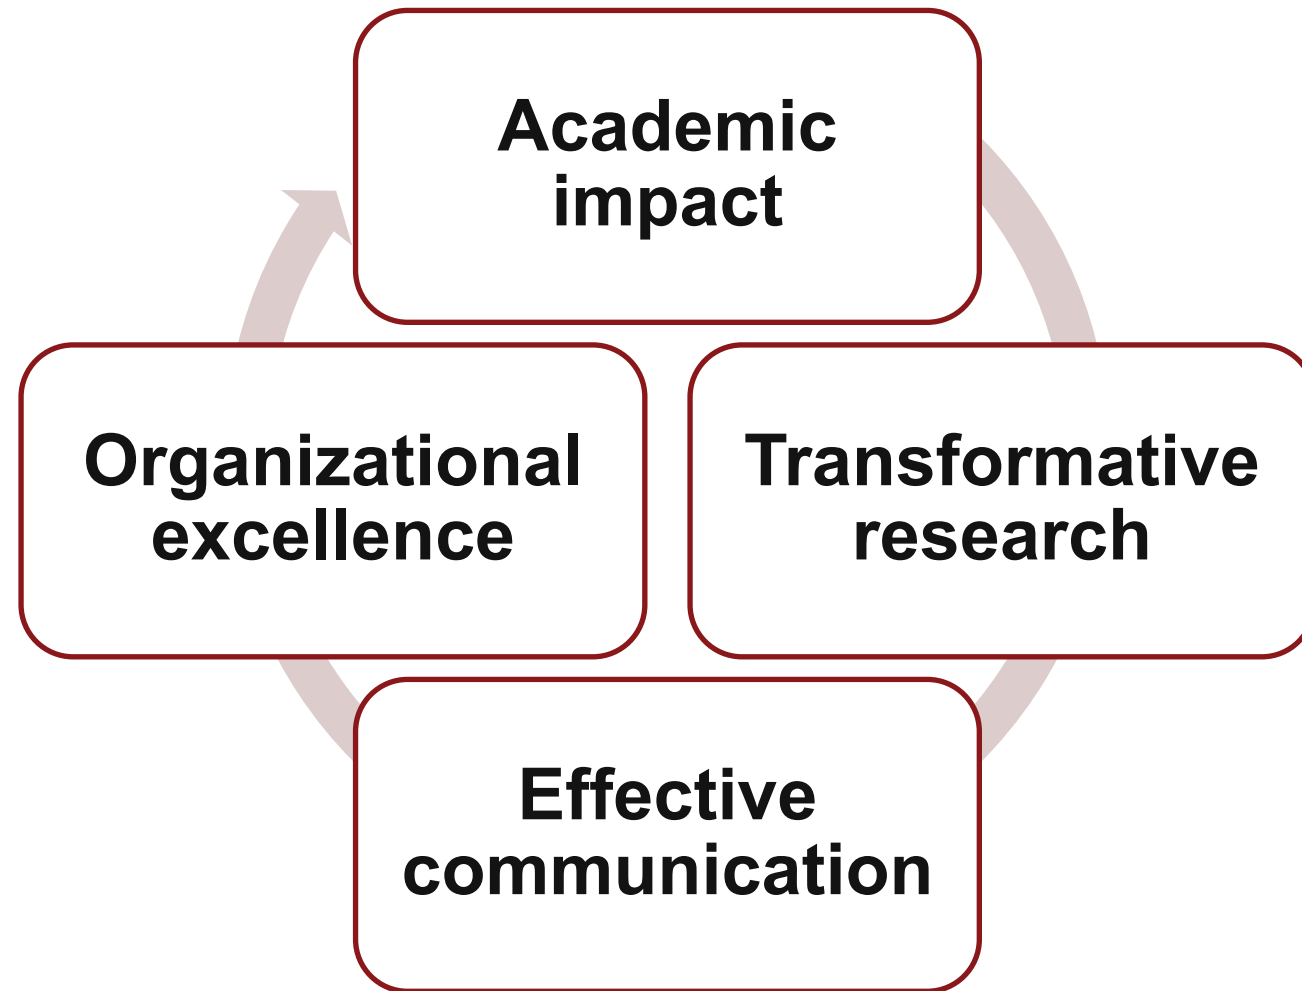 Academic
impact
Organizational
excellence
Transformative
research
Effective
communication